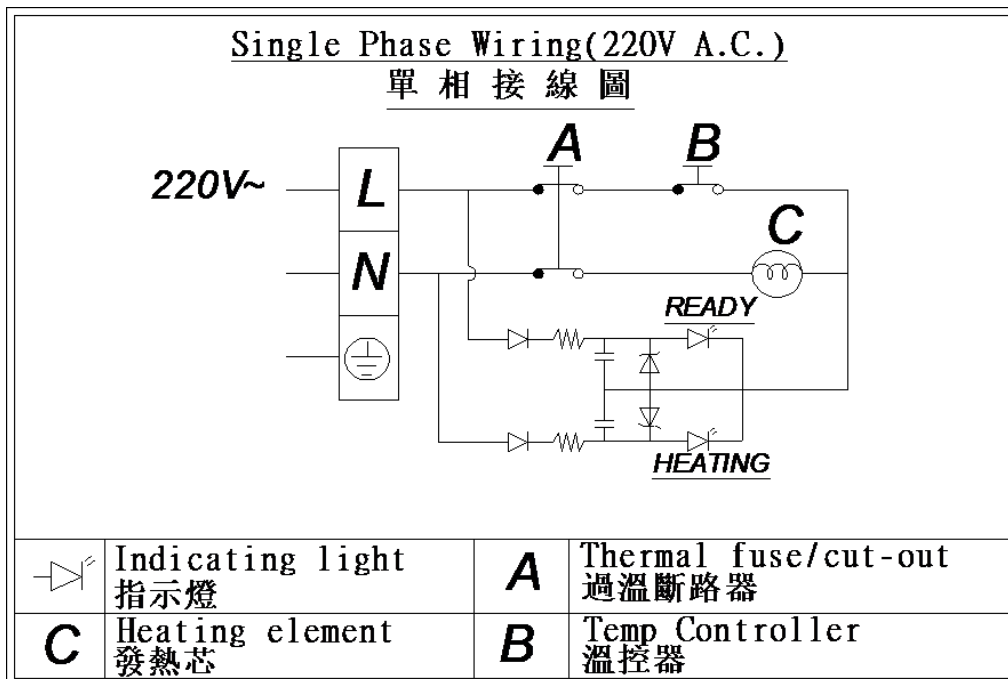 Single Phase Wiring(220V A.C.)
單相接線圖
A
B
220V~
L
C
N
READY
HEATING
Indicating light
指示燈
A
Thermal fuse/cut-out
過溫斷路器
C
Heating element
發熱芯
B
Temp Controller
溫控器